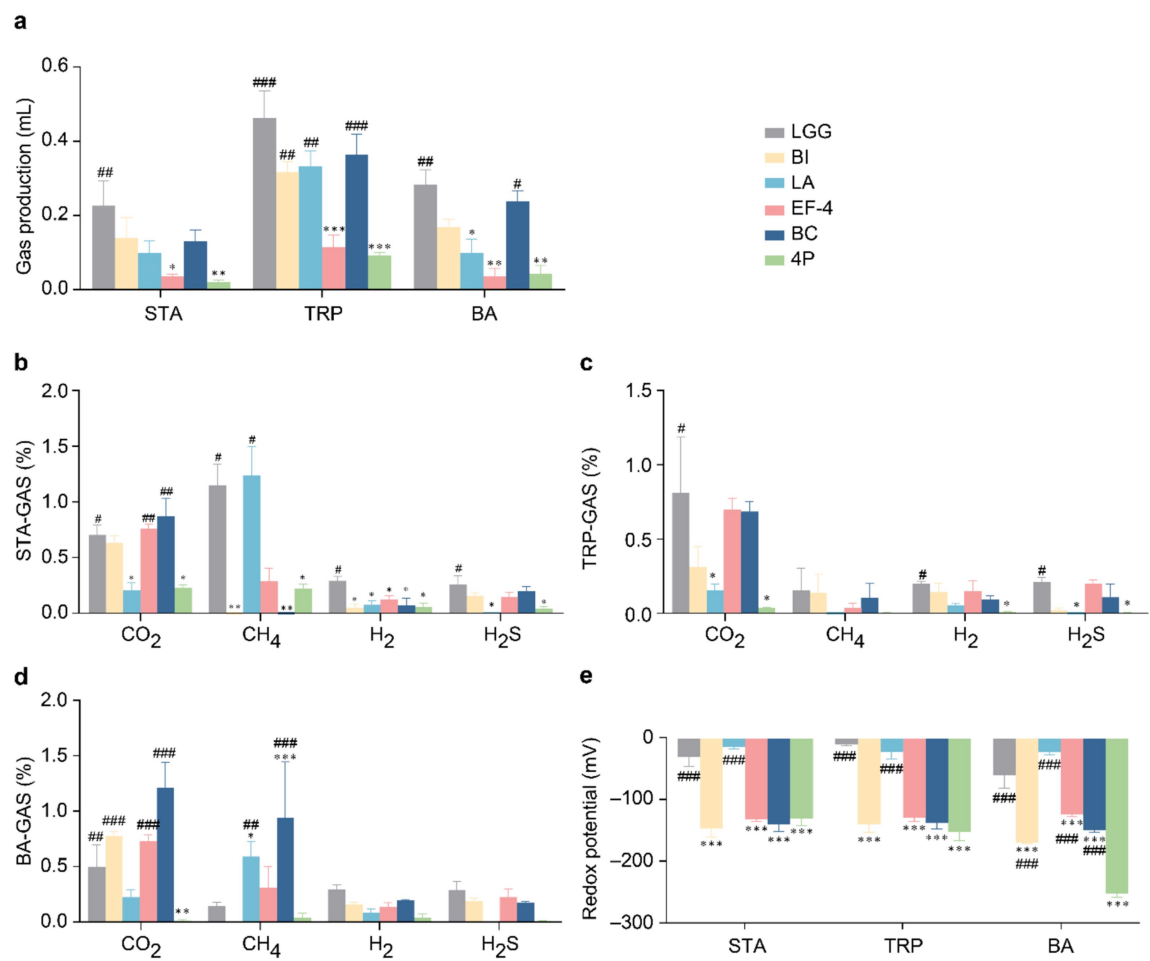 a
Gas production (mL)
0.6
0.4
0.2
0.0
##
*
**
###
##
##
***
###
***
##
*
**
#
**
STA
TRP
BA
LGG
BI
LA
EF-4
BC
4P
b
STA-GAS (%)
2.0
1.5
1.0
0.5
0.0
#
*
##
##
*
#
**
#
**
*
#
*
*
*
*
*
#
*
*
CO2
CH4
H2
H2S
c
TRP-GAS (%)
1.5
1.0
0.5
0.0
#
*
*
#
*
#
*
*
CO2
CH4
H2
H2S
d
BA-GAS (%)
2.0
1.5
1.0
0.5
0.0
##
###
###
###
**
##
*
###
***
CO2
CH4
H2
H2S
e
Redox potential (mV)
0
−100
−200
−300
###
***
###
***
***
***
###
***
###
***
***
***
###
***
###
###
***
###
***
###
***
STA
TRP
BA